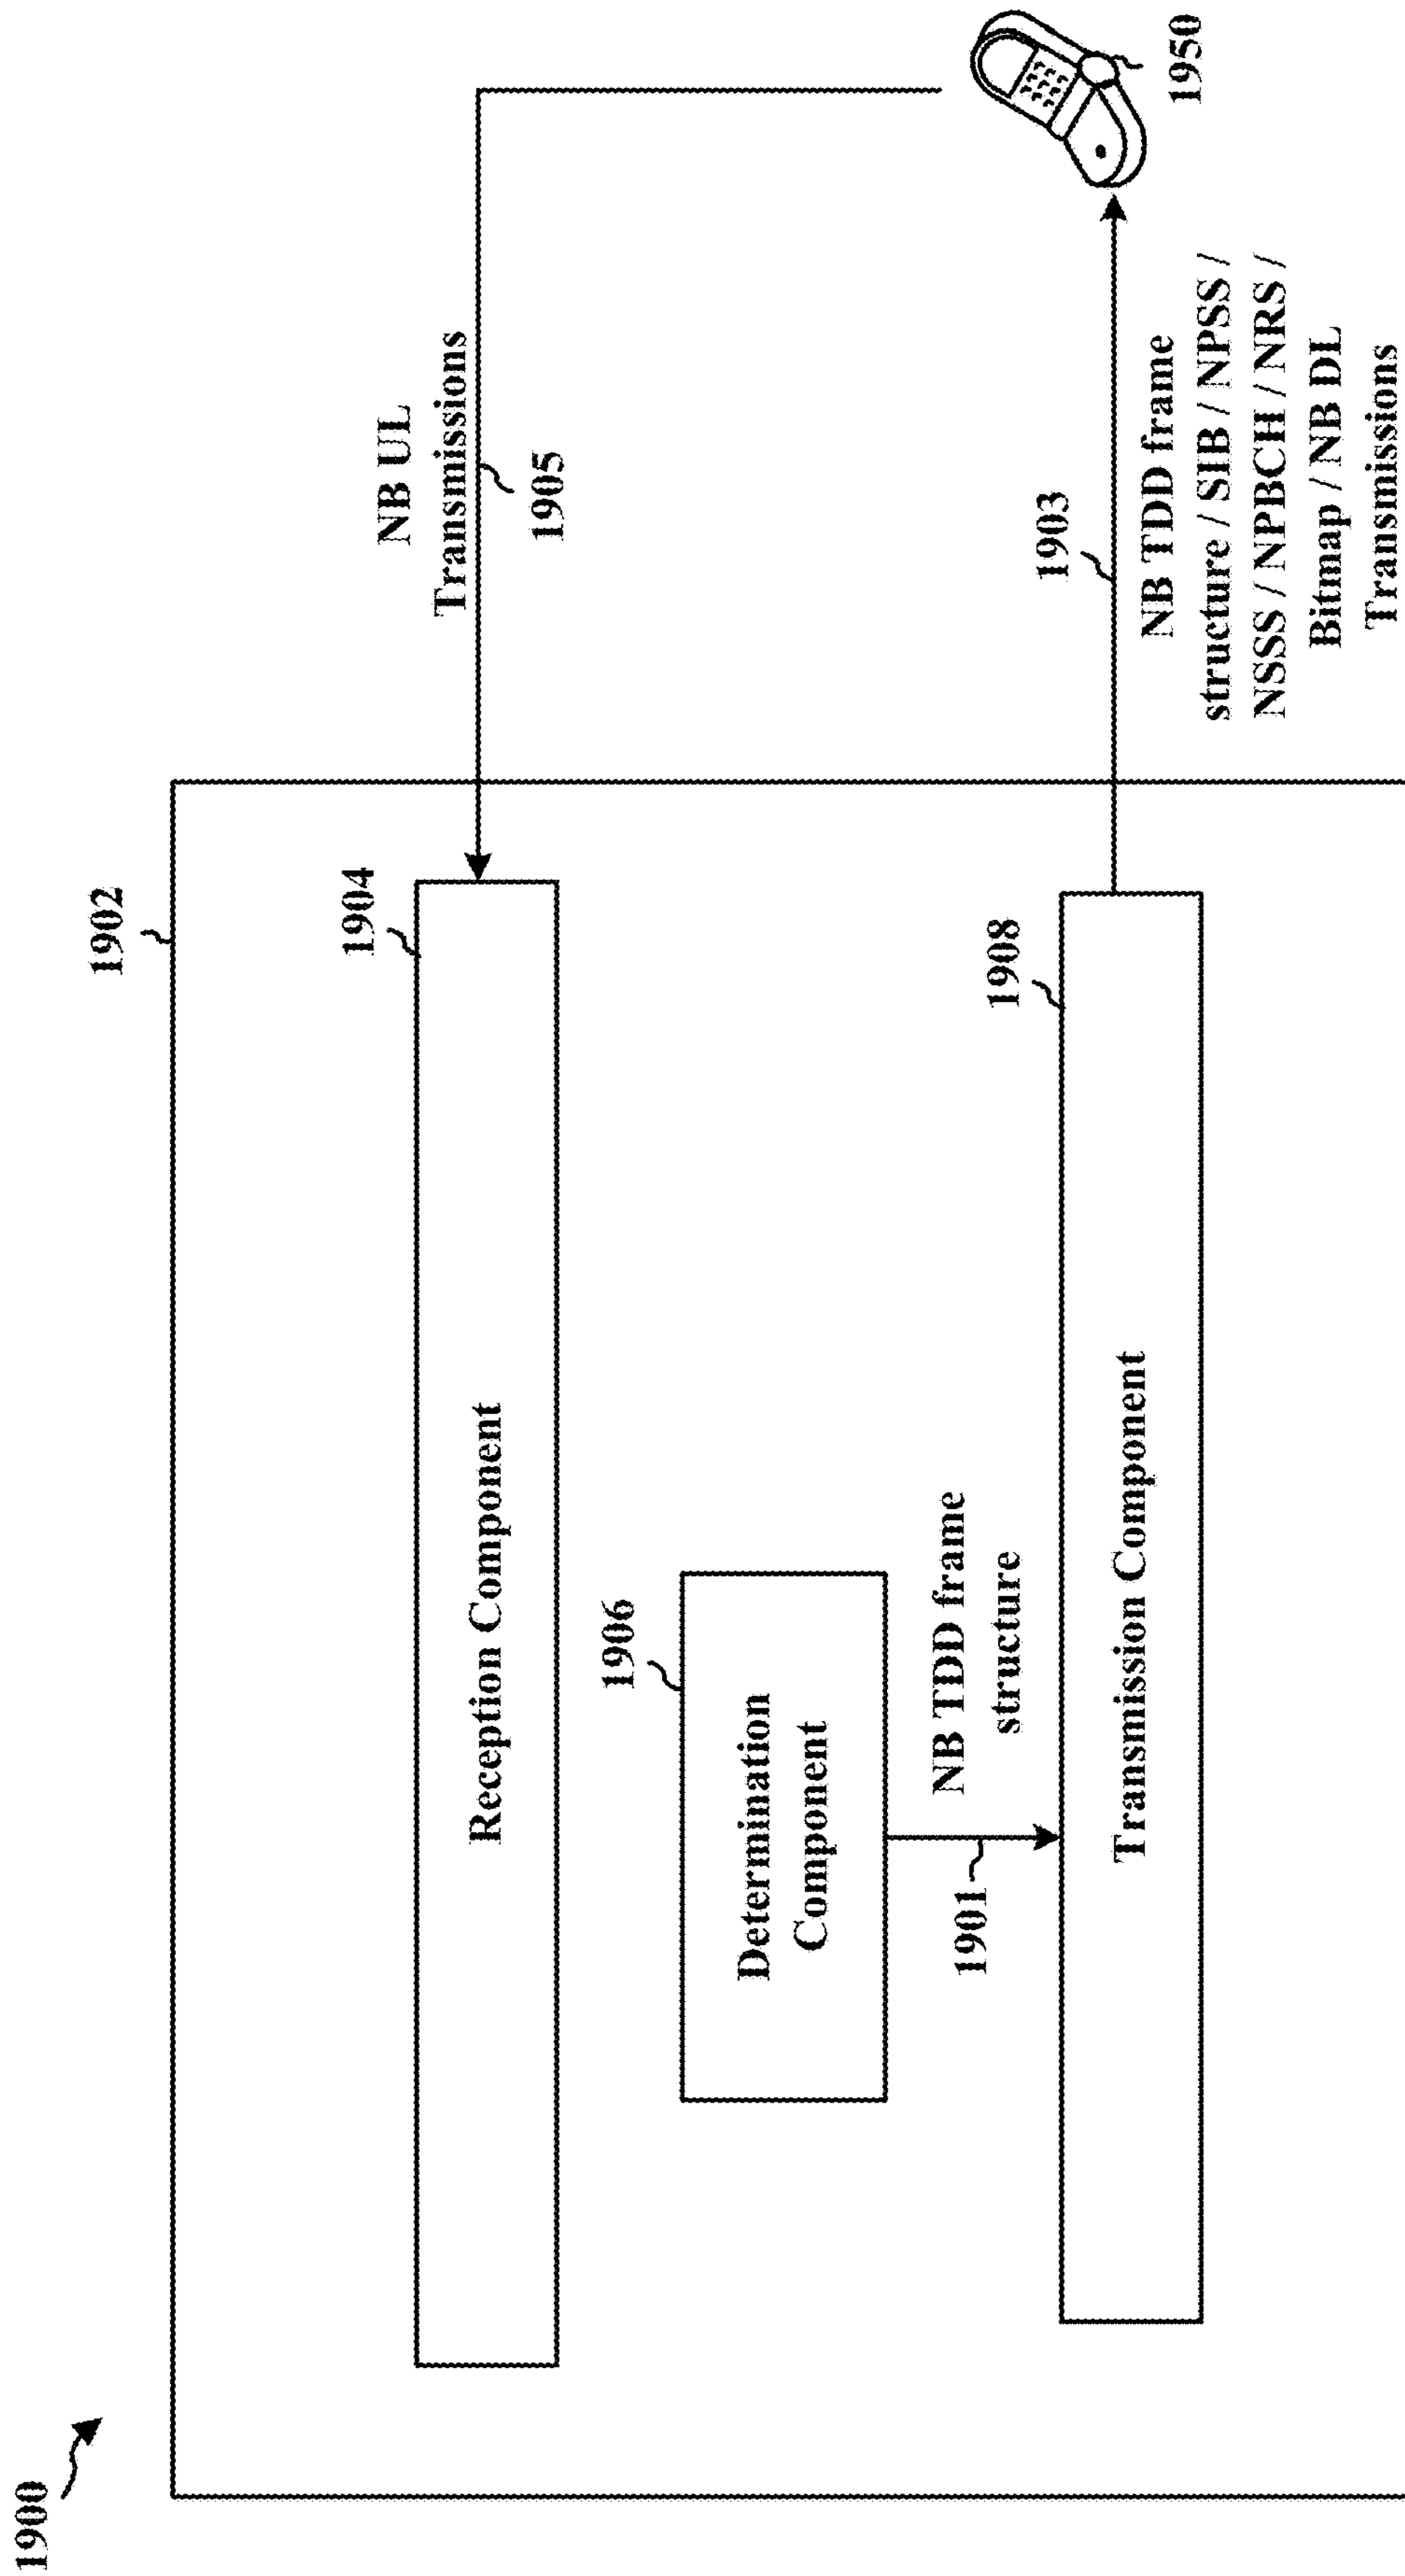 1900
1902
1904
Reception Component
NB UL
Transmissions
1905
1906
Determination
Component
1901
NB TDD frame
structure
1908
Transmission Component
1903
NB TDD frame
structure / SIB / NPSS /
NSSS / NPBCH / NRS /
Bitmap / NB DL
Transmissions
1950